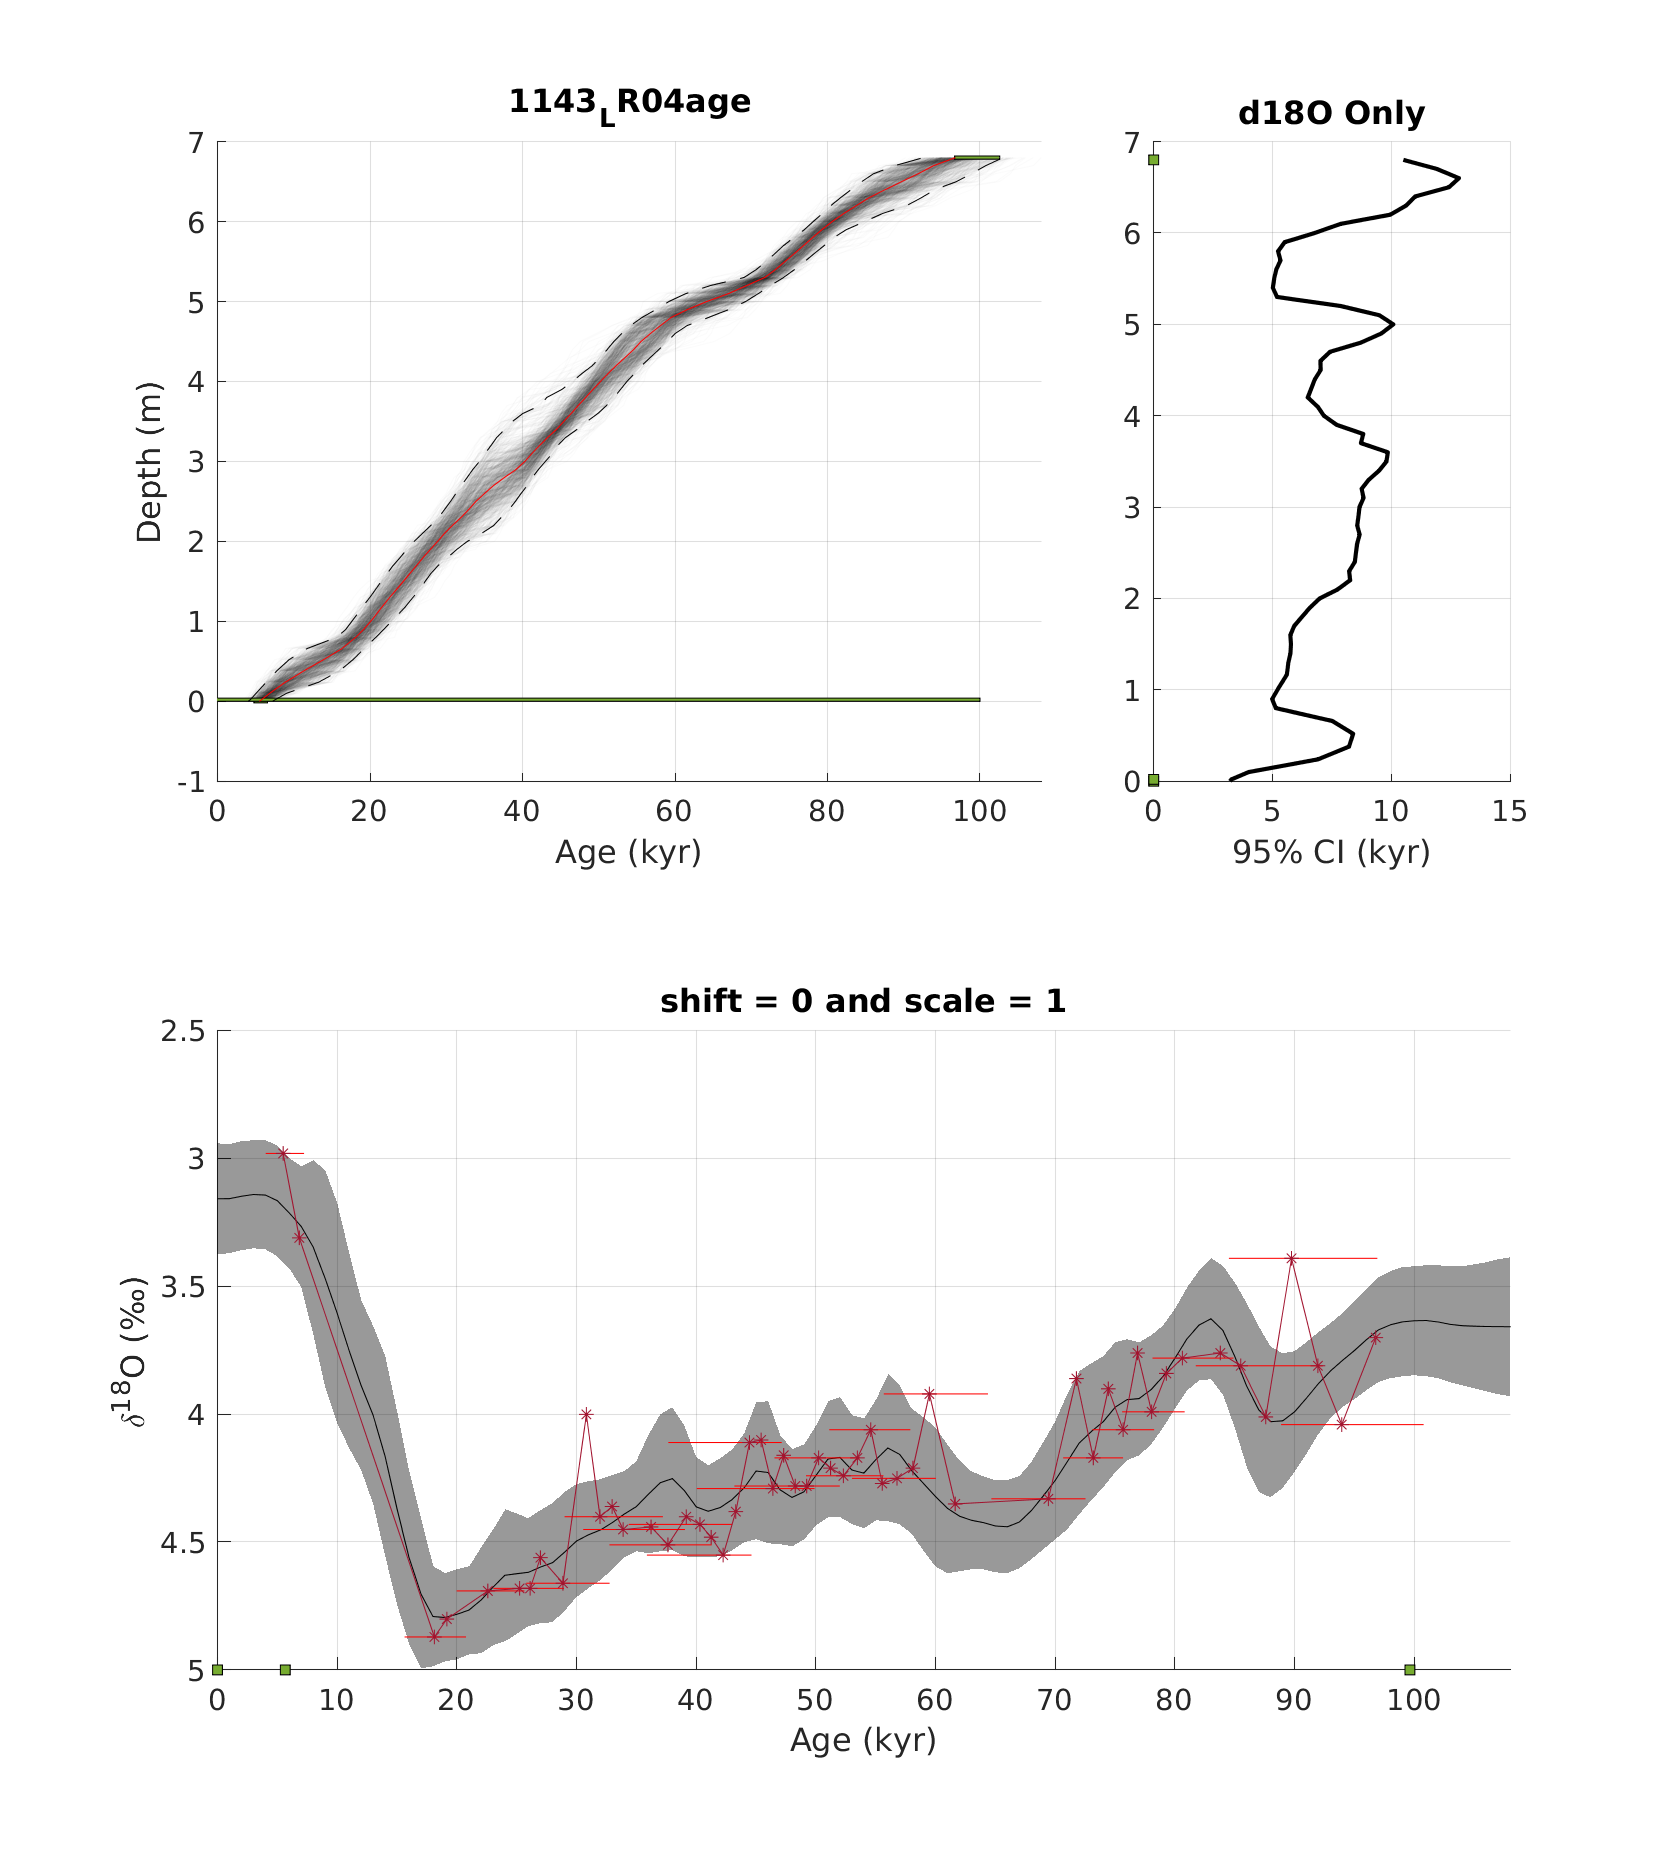 1143LR04age
d18O Only
7
6
5
4
3
2
1
0
-1
Depth (m)
0 20 40 60 80 100
Age (kyr)
7
6
5
4
3
2
1
0
0 5 10 15
95% CI (kyr)
shift = 0 and scale = 1
2.5
3
3.5
4
4.5
5
δ18O (‰)
0 10 20 30 40 50 60 70 80 90 100
Age (kyr)